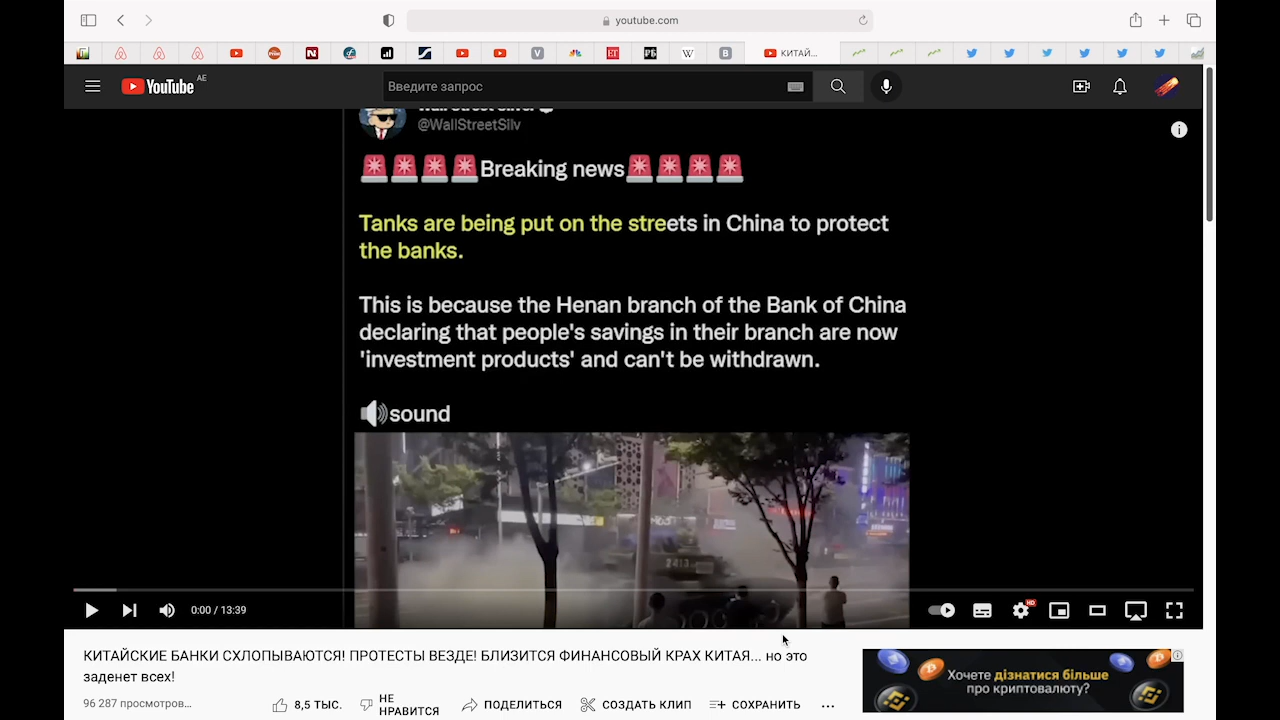 youtube.com
КИТАЙ...
YouTube
AE
Введите запрос
@WallStreetSilv
Breaking news
Tanks are being put on the streets in China to protect
the banks.
This is because the Henan branch of the Bank of China
declaring that people's savings in their branch are now
'investment products' and can't be withdrawn.
sound
2413
0:00 / 13:39
HD
КИТАЙСКИЕ БАНКИ СХЛОПЫВАЮТСЯ! ПРОТЕСТЫ ВЕЗДЕ! БЛИЗИТСЯ ФИНАНСОВЫЙ КРАХ КИТАЯ... но это
заденет всех!
96 287 просмотров...
8,5 ТЫС.
НЕ
НРАВИТСЯ
ПОДЕЛИТЬСЯ
СОЗДАТЬ КЛИП
СОХРАНИТЬ
Хочете дізнатися більше
про криптовалюту?